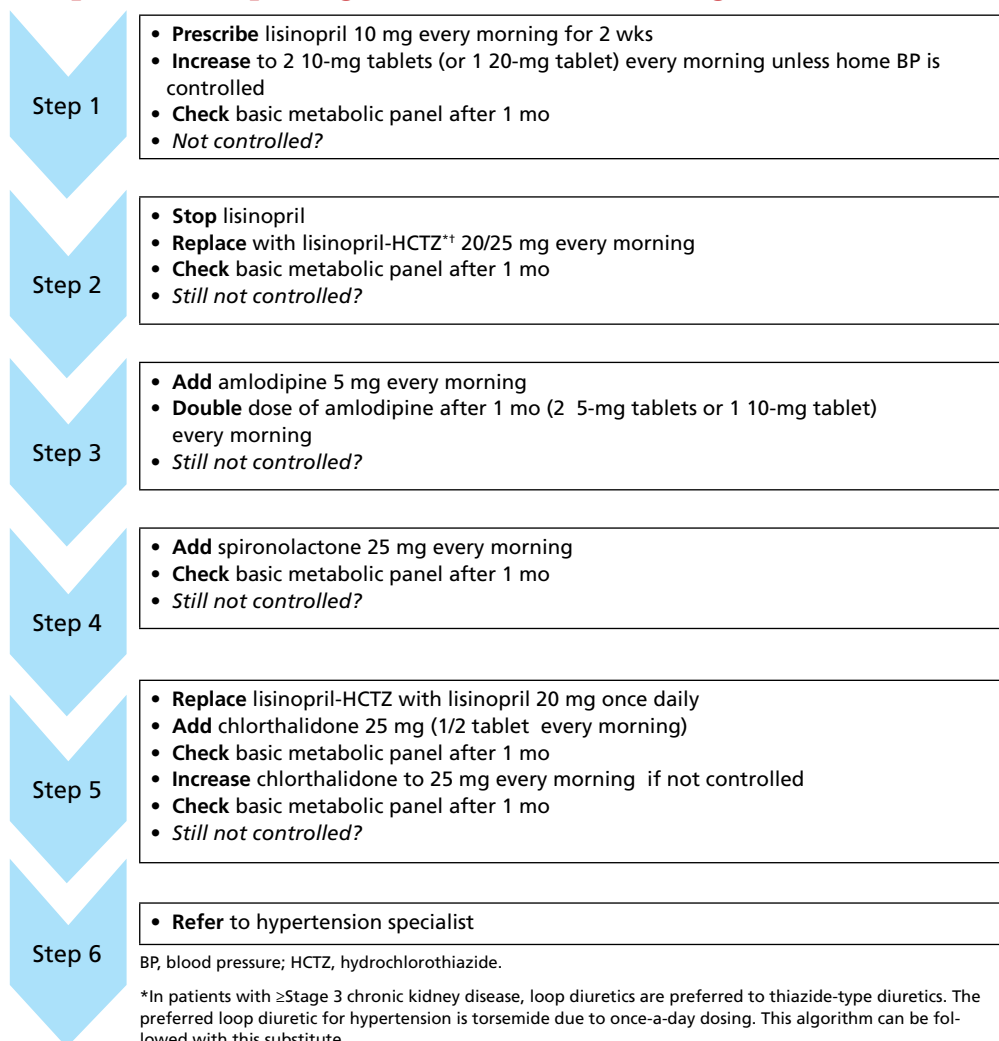 Step 1
• Prescribe lisinopril 10 mg every morning for 2 wks
• Increase to 2 10-mg tablets (or 1 20-mg tablet) every morning unless home BP is
controlled
• Check basic metabolic panel after 1 mo
• Not controlled?
Step 2
• Stop lisinopril
• Replace with lisinopril-HCTZ*† 20/25 mg every morning
• Check basic metabolic panel after 1 mo
• Still not controlled?
Step 3
• Add amlodipine 5 mg every morning
• Double dose of amlodipine after 1 mo (2 5-mg tablets or 1 10-mg tablet)
every morning
• Still not controlled?
Step 4
• Add spironolactone 25 mg every morning
• Check basic metabolic panel after 1 mo
• Still not controlled?
Step 5
• Replace lisinopril-HCTZ with lisinopril 20 mg once daily
• Add chlorthalidone 25 mg (1/2 tablet every morning)
• Check basic metabolic panel after 1 mo
• Increase chlorthalidone to 25 mg every morning if not controlled
• Check basic metabolic panel after 1 mo
• Still not controlled?
Step 6
• Refer to hypertension specialist
BP, blood pressure; HCTZ, hydrochlorothiazide.
*In patients with ≥Stage 3 chronic kidney disease, loop diuretics are preferred to thiazide-type diuretics. The
preferred loop diuretic for hypertension is torsemide due to once-a-day dosing. This algorithm can be fol-
lowed with this substitute